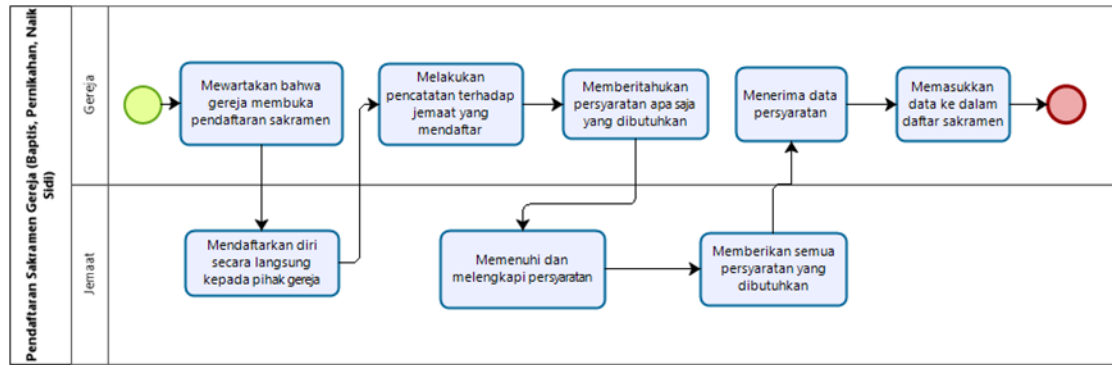 Pendaftaran Sakramen Gereja (Baptis, Pernikahan, Naik
Sidi)
Gereja
Mewartakan bahwa
gereja membuka
pendaftaran sakramen
Melakukan
pencatatan terhadap
jemaat yang
mendaftar
Memberitahukan
persyaratan apa saja
yang dibutuhkan
Menerima data
persyaratan
Memasukkan
data ke dalam
daftar sakramen
Jemaat
Mendaftarkan diri
secara langsung
kepada pihak gereja
Memenuhi dan
melengkapi persyaratan
Memberikan semua
persyaratan yang
dibutuhkan